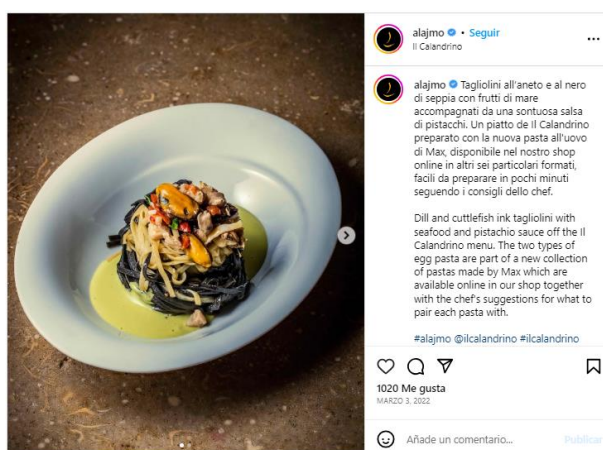 alajmo • Seguir
Il Calandrino
alajmo Tagliolini all'aneto e al nero
di seppia con frutti di mare
accompagnati da una sontuosa salsa
di pistacchi. Un piatto de Il Calandrino
preparato con la nuova pasta all'uovo
di Max, disponibile nel nostro shop
online in altri sei particolari formati,
facili da preparare in pochi minuti
seguendo i consigli dello chef.
Dill and cuttlefish ink tagliolini with
seafood and pistachio sauce off the Il
Calandrino menu. The two types of
egg pasta are part of a new collection
of pastas made by Max which are
available online in our shop together
with the chef's suggestions for what to
pair each pasta with.
#alajmo @ilcalandrino #ilcalandrino
1020 Me gusta
MARZO 3, 2022
Añade un comentario...
Publicar